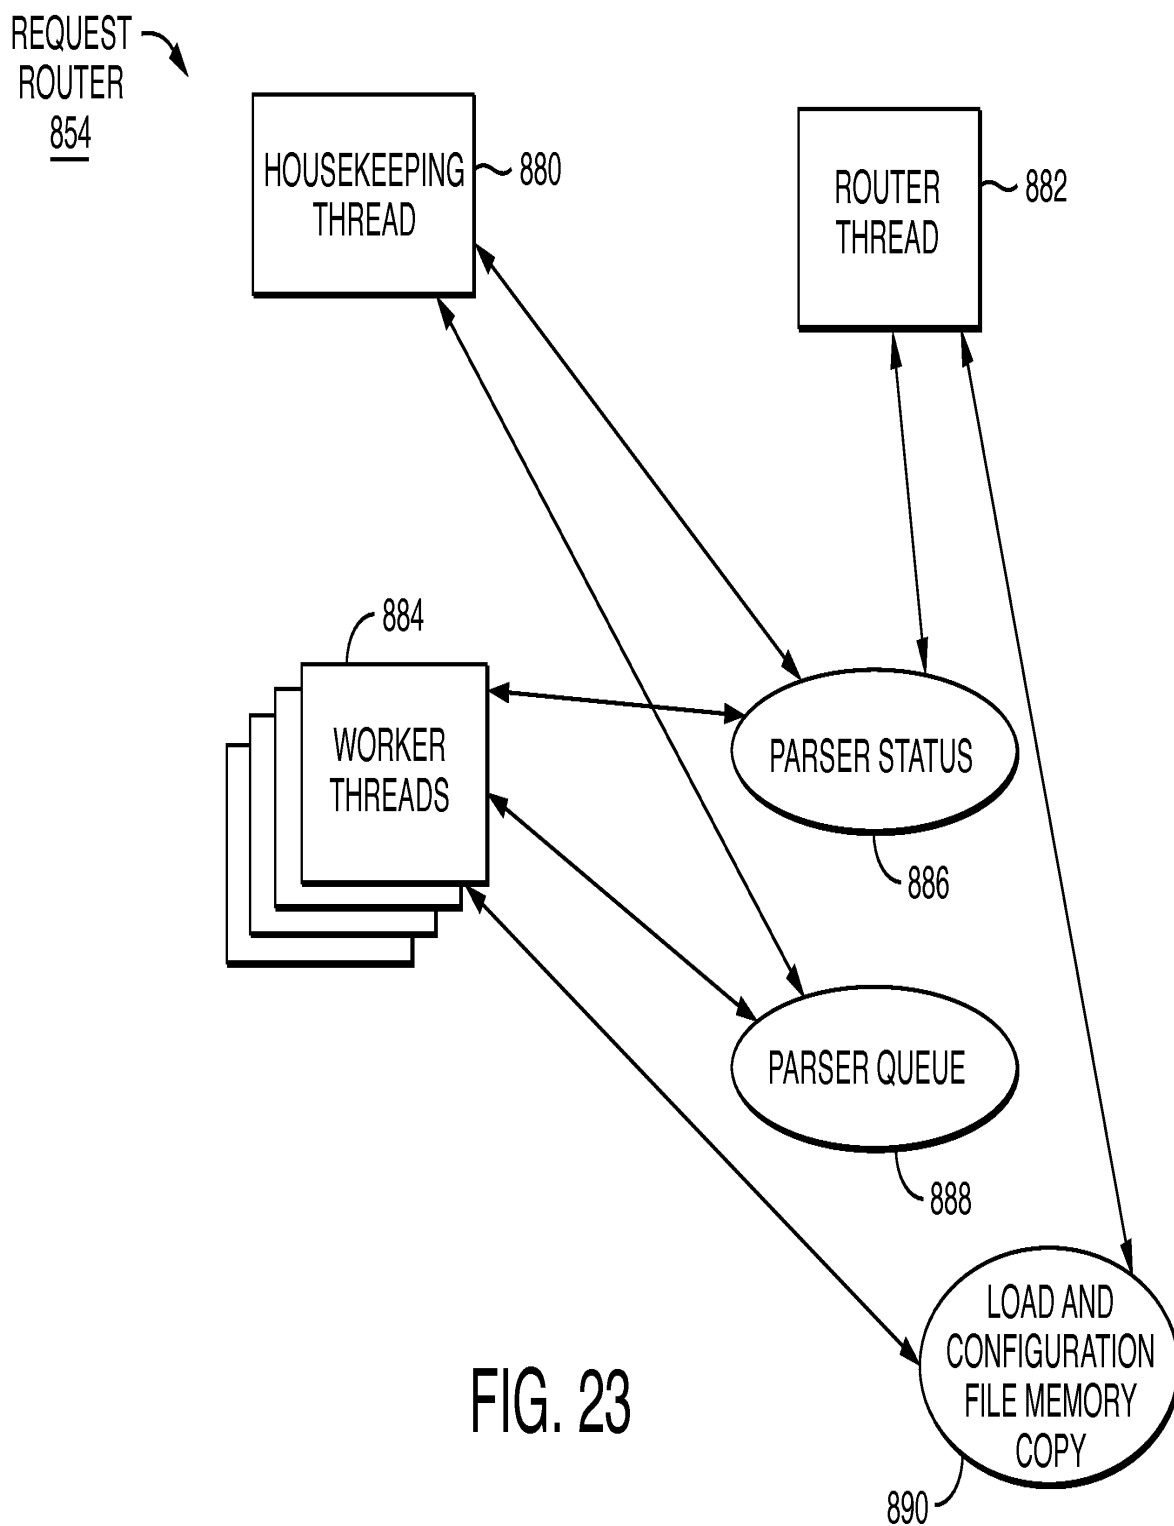 REQUEST
ROUTER
854
HOUSEKEEPING
THREAD
880
ROUTER
THREAD
882
884
WORKER
THREADS
PARSER STATUS
886
PARSER QUEUE
888
LOAD AND
CONFIGURATION
FILE MEMORY
COPY
890
FIG. 23